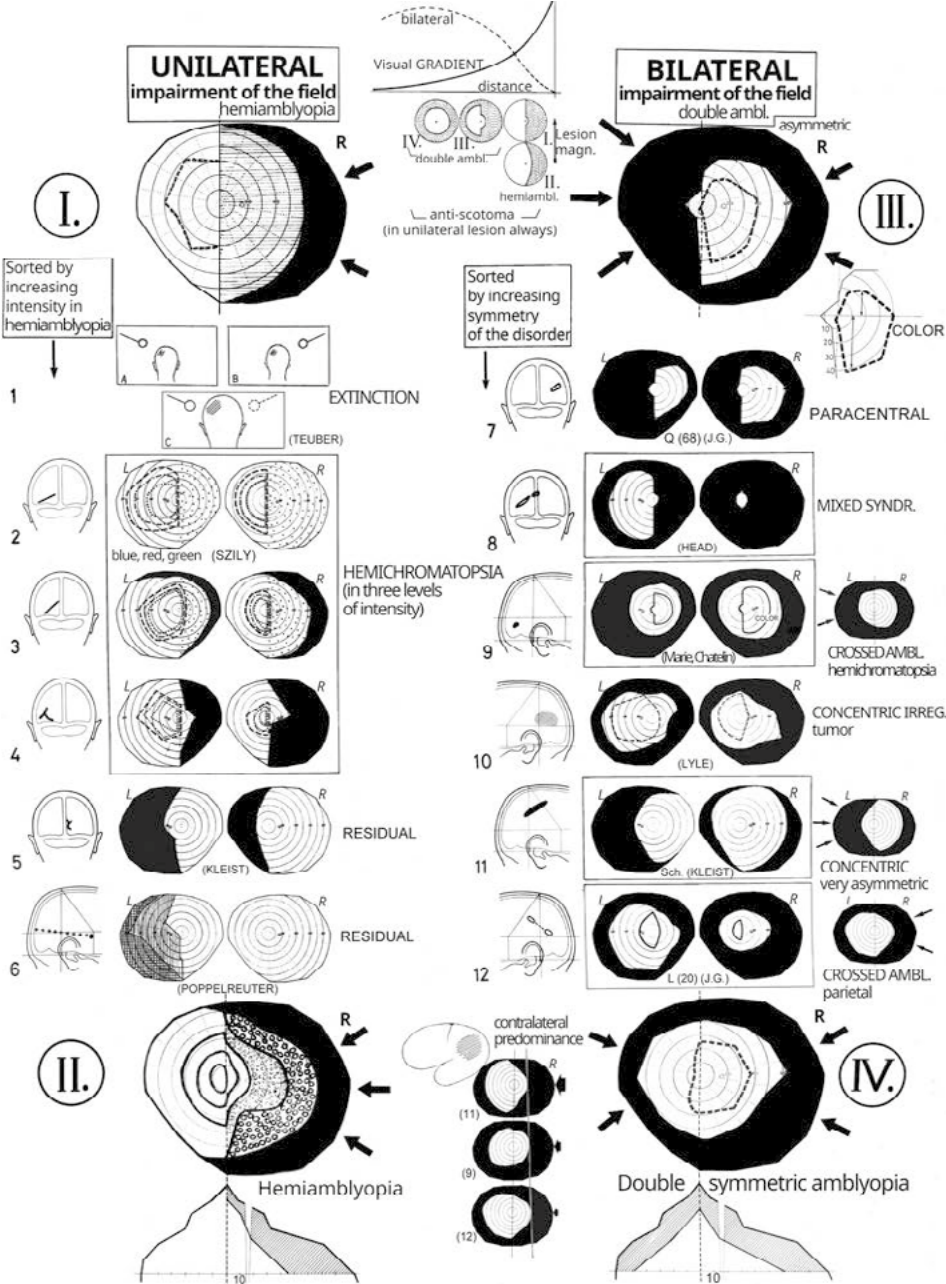 bilateral
Visual GRADIENT
distance
UNILATERAL
impairment of the field
hemiamblyopia
BILATERAL
impairment of the field
double ambl.
asymmetric
IV.
III.
I.
double ambl.
Lesion
magn.
II.
hemiambl.
anti-scotoma
(in unilateral lesion always)
R
R
I.
III.
Sorted by
increasing
intensity in
hemiamblyopia
Sorted
by increasing
symmetry
of the disorder
COLOR
10
20
30
40
1
A
B
C
EXTINCTION
(TEUBER)
7
L
R
Q (68) (J.G.)
PARACENTRAL
2
L
R
blue, red, green (SZILY)
HEMICHROMATOPSIA
(in three levels
of intensity)
8
(HEAD)
MIXED SYNDR.
3
L
R
9
L
R
COLOR
(Marie, Chatelin)
L
R
CROSSED AMBL.
hemichromatopsia
4
L
R
10
L
R
(LYLE)
CONCENTRIC IRREG.
tumor
5
L
R
(KLEIST)
RESIDUAL
11
L
R
Sch. (KLEIST)
L
R
CONCENTRIC
very asymmetric
6
L
R
(POPPELREUTER)
RESIDUAL
12
L
R
L (20) (J.G.)
L
R
CROSSED AMBL.
parietal
II.
R
Hemiamblyopia
10
contralateral
predominance
R
(11)
(9)
(12)
R
IV.
Double symmetric amblyopia
10